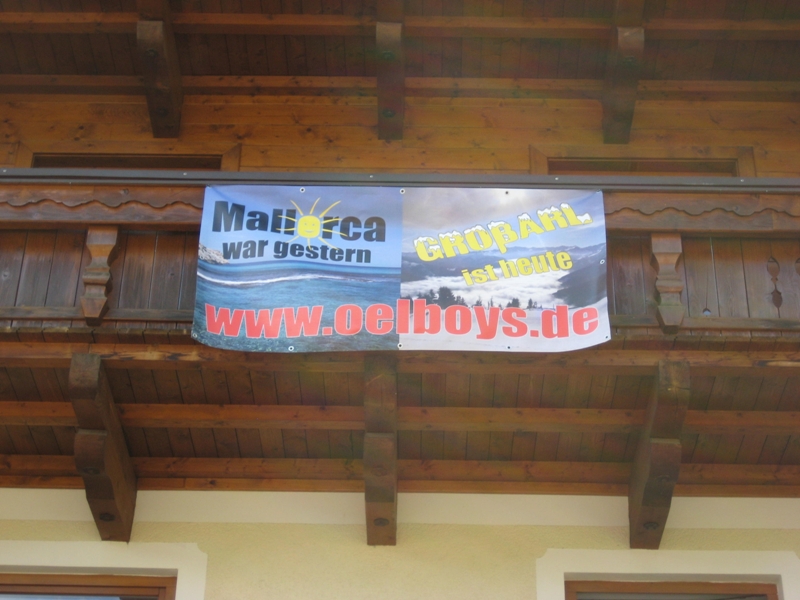 Mallorca
war gestern
GROßARL
ist heute
www.oelboys.de